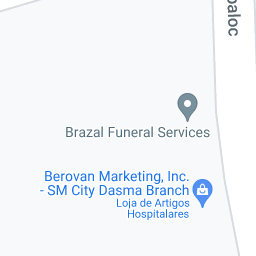 paloc
Brazal Funeral Services
Berovan Marketing, Inc.
- SM City Dasma Branch
Loja de Artigos
Hospitalares